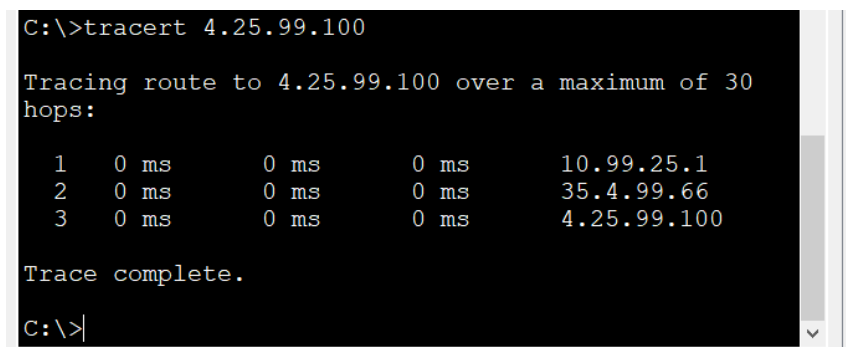 C:\>tracert 4.25.99.100
Tracing route to 4.25.99.100 over a maximum of 30
hops:
1 0 ms 0 ms 0 ms 10.99.25.1
2 0 ms 0 ms 0 ms 35.4.99.66
3 0 ms 0 ms 0 ms 4.25.99.100
Trace complete.
C:\>